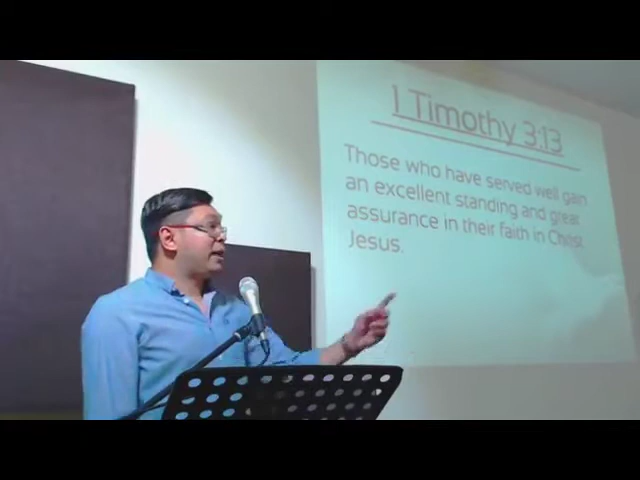 1 Timothy 3:13
Those who have served well gain
an excellent standing and great
assurance in their faith in Christ
Jesus.